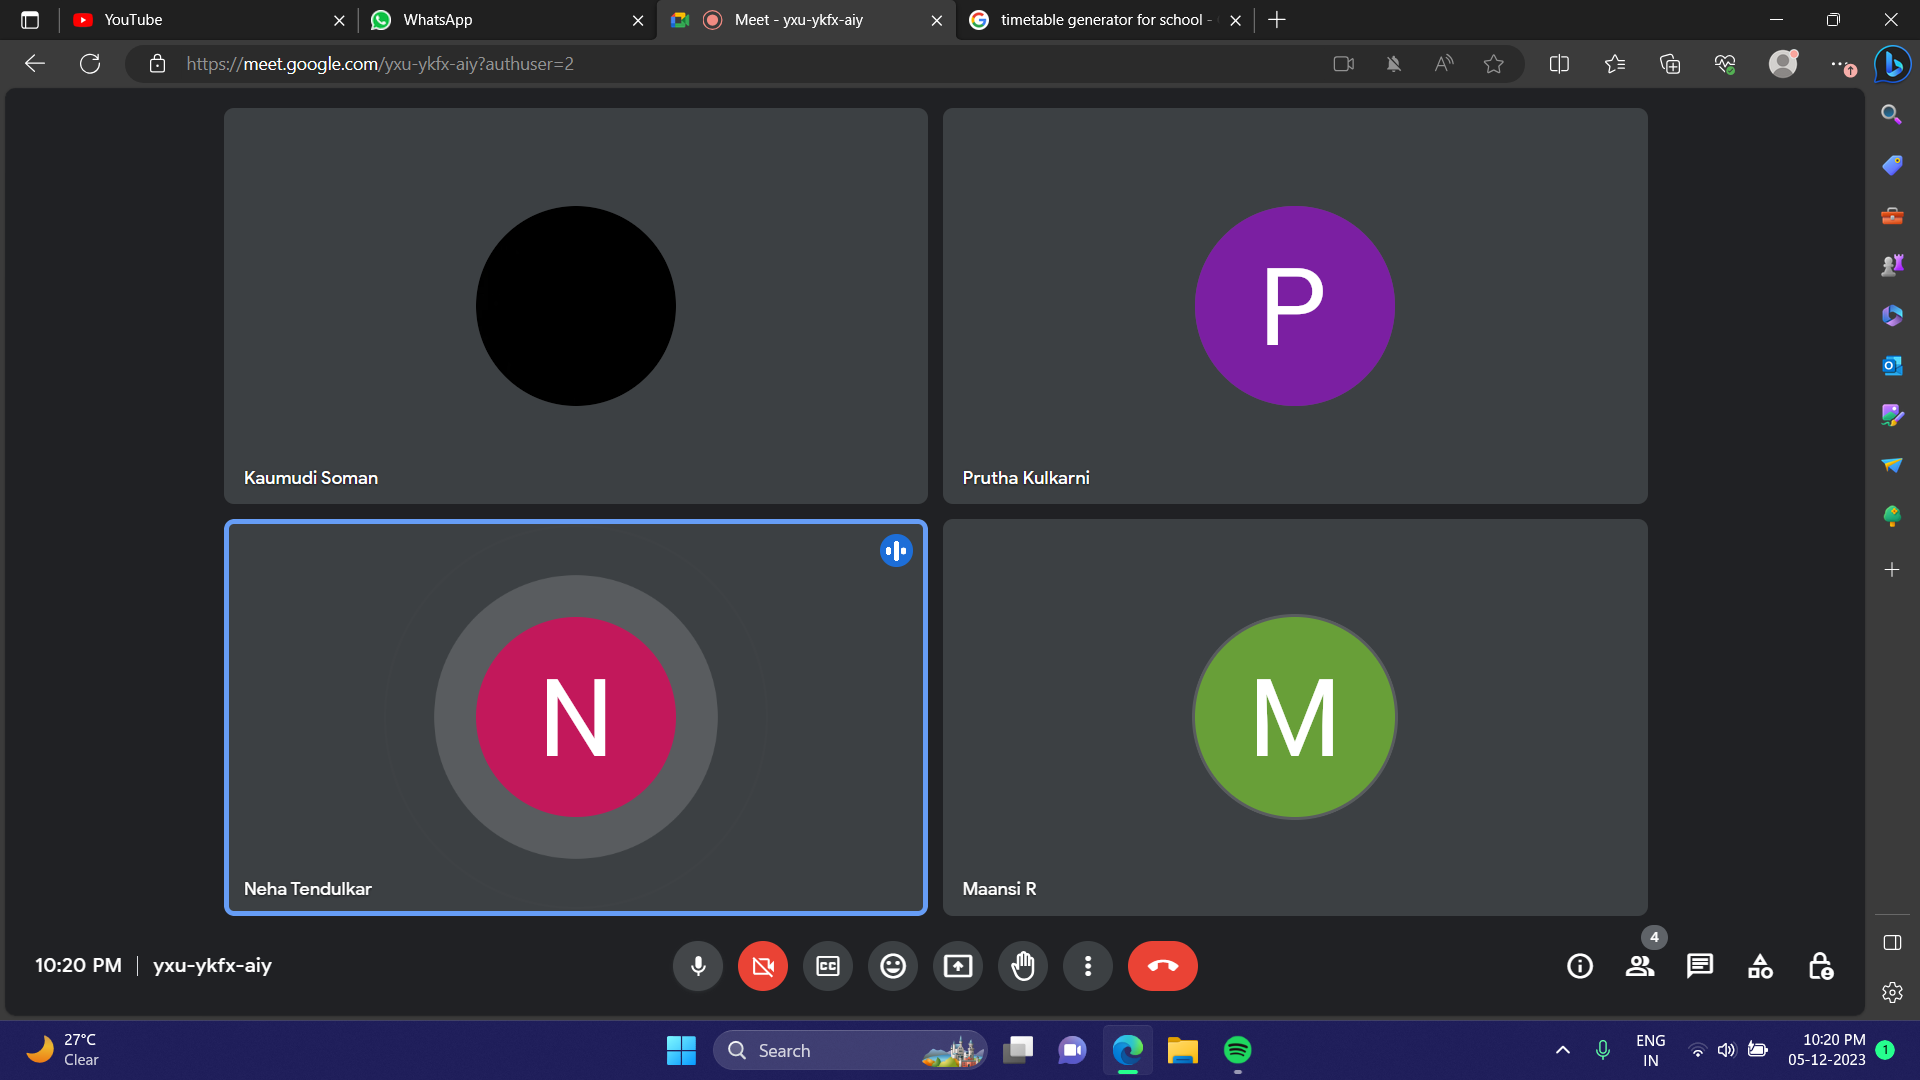 YouTube
WhatsApp
Meet - yxu-ykfx-aiy
timetable generator for school -
https://meet.google.com/yxu-ykfx-aiy?authuser=2
P
Kaumudi Soman
Prutha Kulkarni
N
M
Neha Tendulkar
Maansi R
10:20 PM | yxu-ykfx-aiy
CC
4
27°C
Clear
Search
ENG
IN
10:20 PM
05-12-2023
1